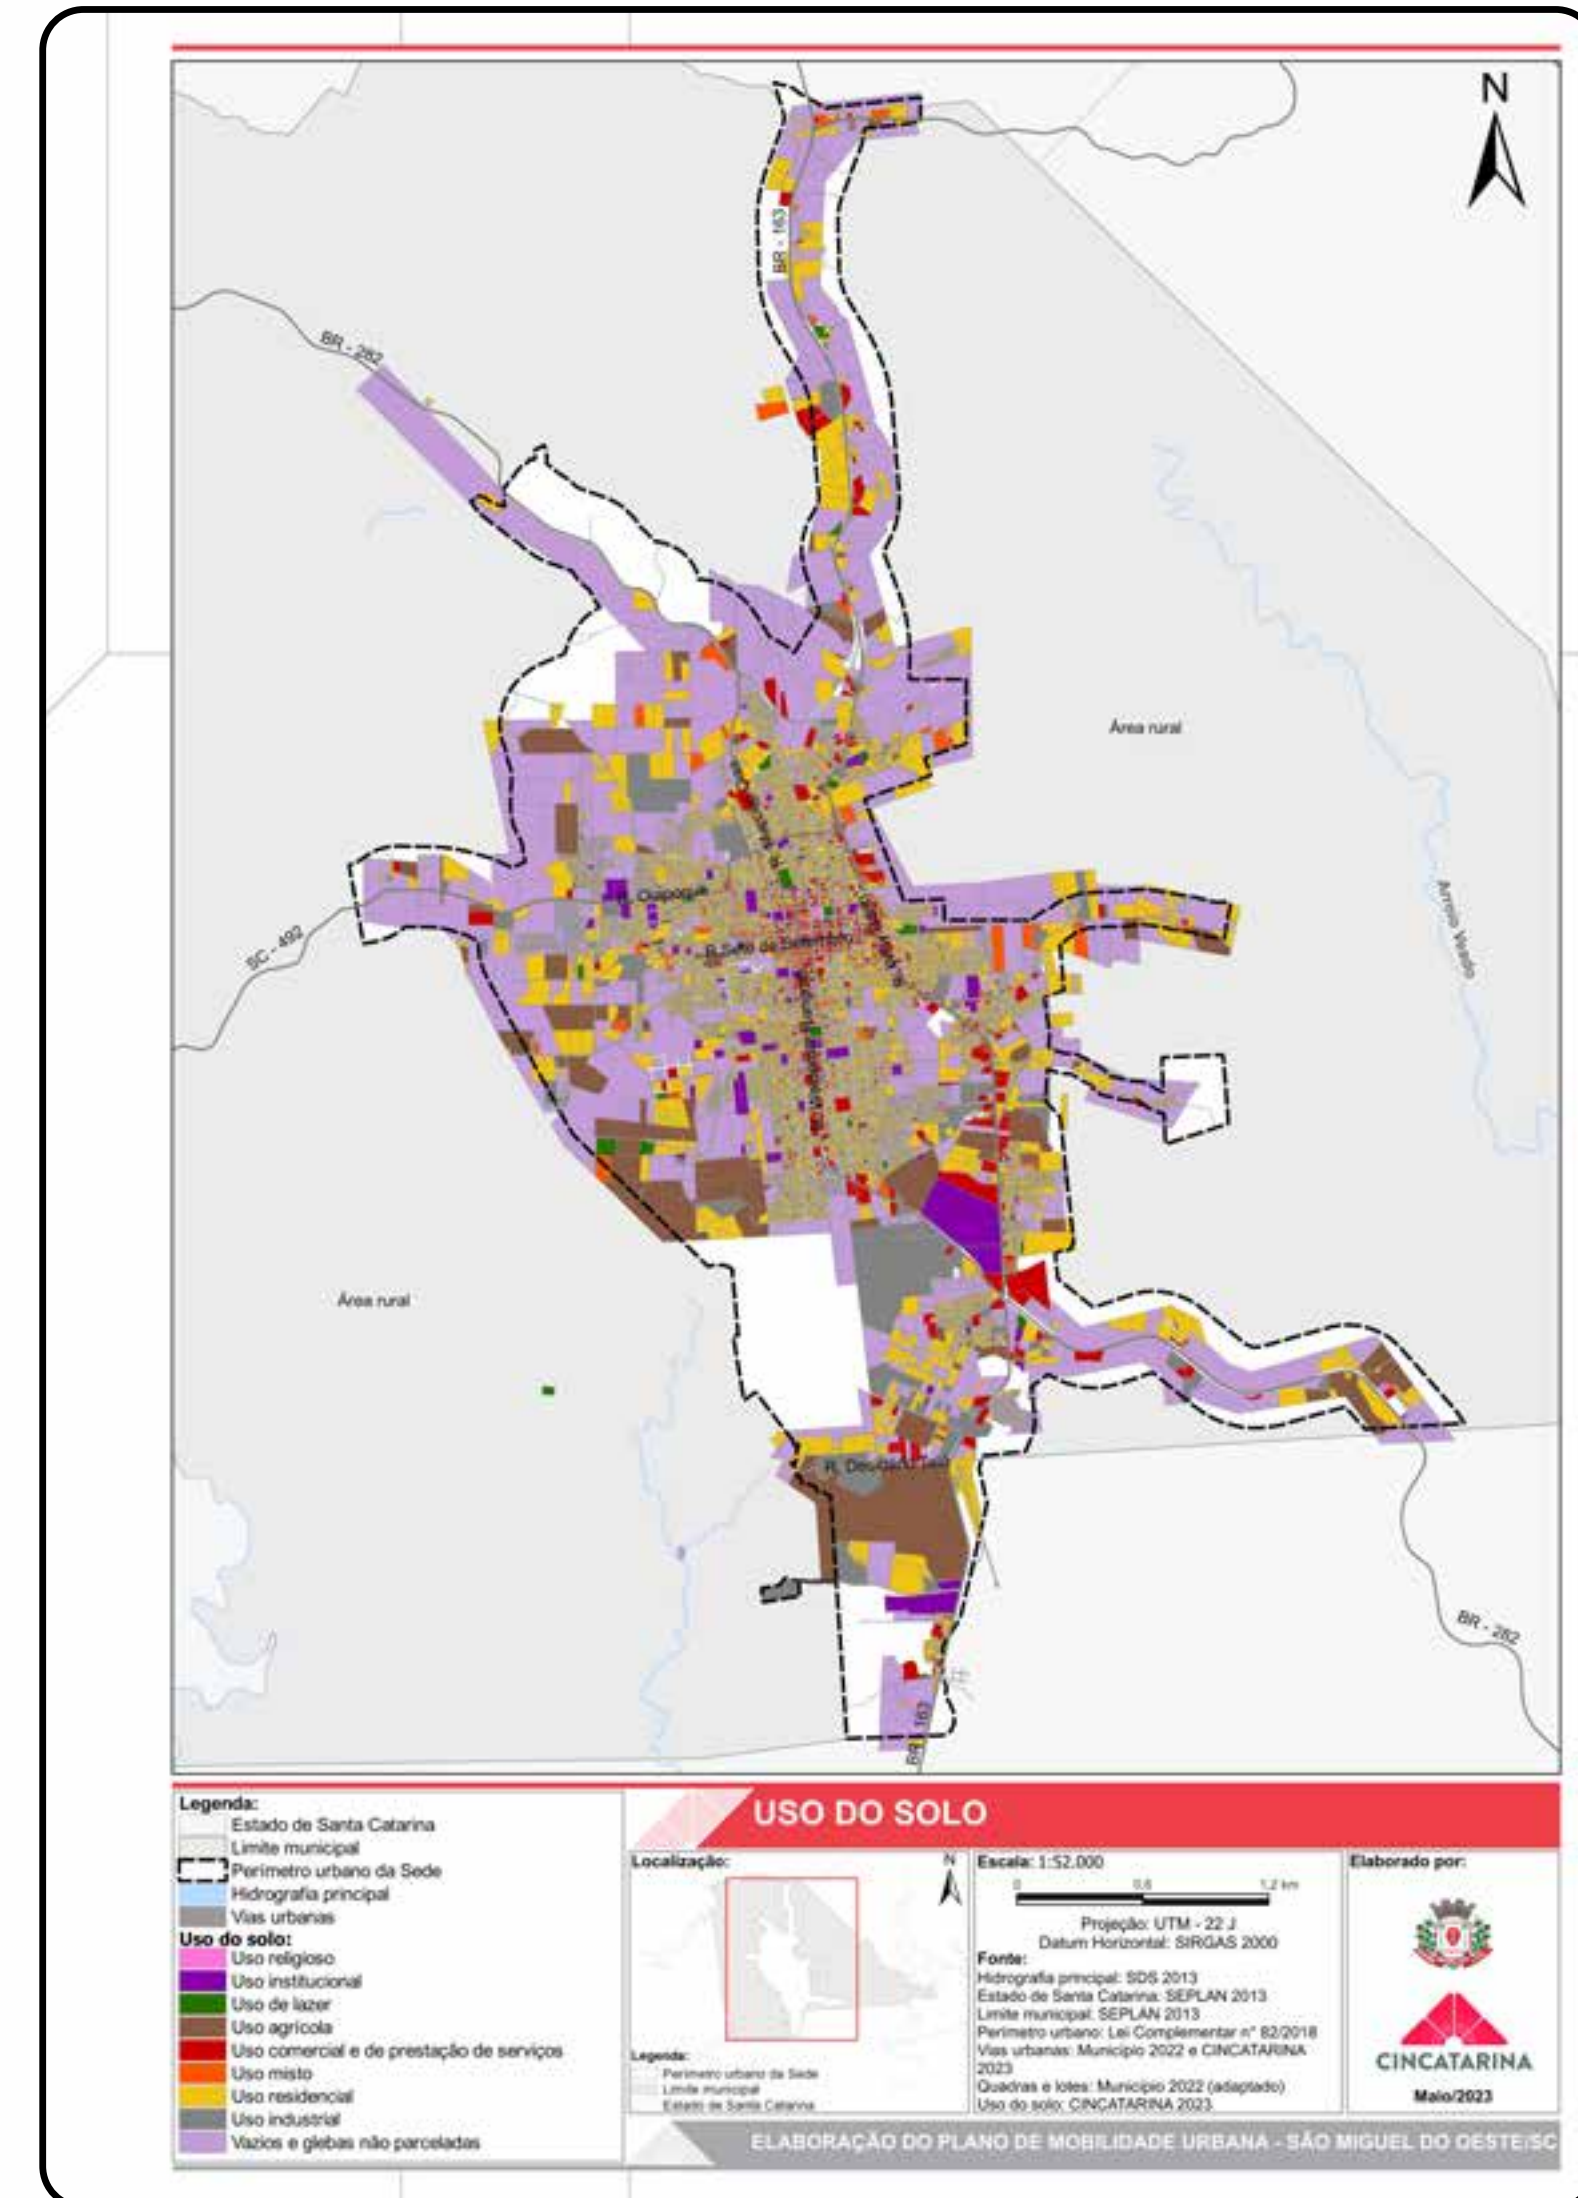 N
BR - 163
BR - 282
Área rural
SC - 492
Arroio Veado
R. Oiapoque
R. Sete de Setembro
Área rural
BR - 282
BR - 163
Legenda:
Estado de Santa Catarina
Limite municipal
Perímetro urbano da Sede
Hidrografia principal
Vias urbanas
Uso do solo:
Uso religioso
Uso institucional
Uso de lazer
Uso agrícola
Uso comercial e de prestação de serviços
Uso misto
Uso residencial
Uso industrial
Vazios e glebas não parceladas
USO DO SOLO
Localização:
N
Legenda:
Perímetro urbano da Sede
Limite municipal
Estado de Santa Catarina
Escala: 1:52.000
0 0.6 1.2 km
Projeção: UTM - 22 J
Datum Horizontal: SIRGAS 2000
Fonte:
Hidrografia principal: SDS 2013
Estado de Santa Catarina: SEPLAN 2013
Limite municipal: SEPLAN 2013
Perímetro urbano: Lei Complementar n° 82/2018
Vias urbanas: Município 2022 e CINCATARINA
2023
Quadras e lotes: Município 2022 (adaptado)
Uso do solo: CINCATARINA 2023
Elaborado por:
CINCATARINA
Maio/2023
ELABORAÇÃO DO PLANO DE MOBILIDADE URBANA - SÃO MIGUEL DO OESTE/SC